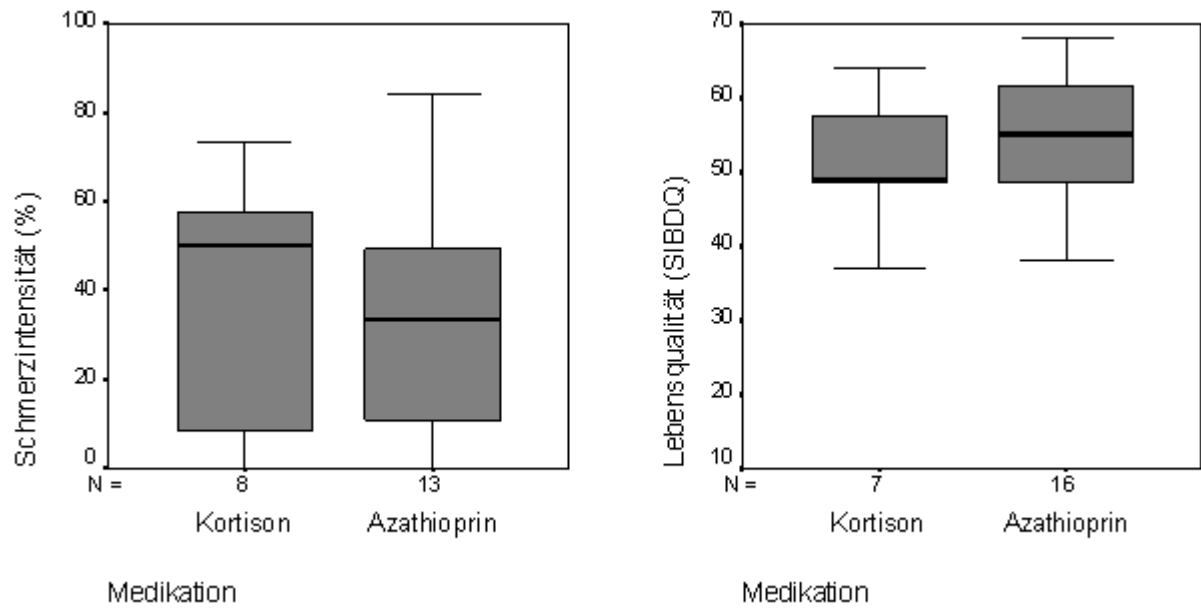 Schmerzintensität (%)
100
80
60
40
20
0
N = 8 13
Kortison Azathioprin
Medikation
Lebensqualität (SIBDQ)
70
60
50
40
30
20
10
N = 7 16
Kortison Azathioprin
Medikation